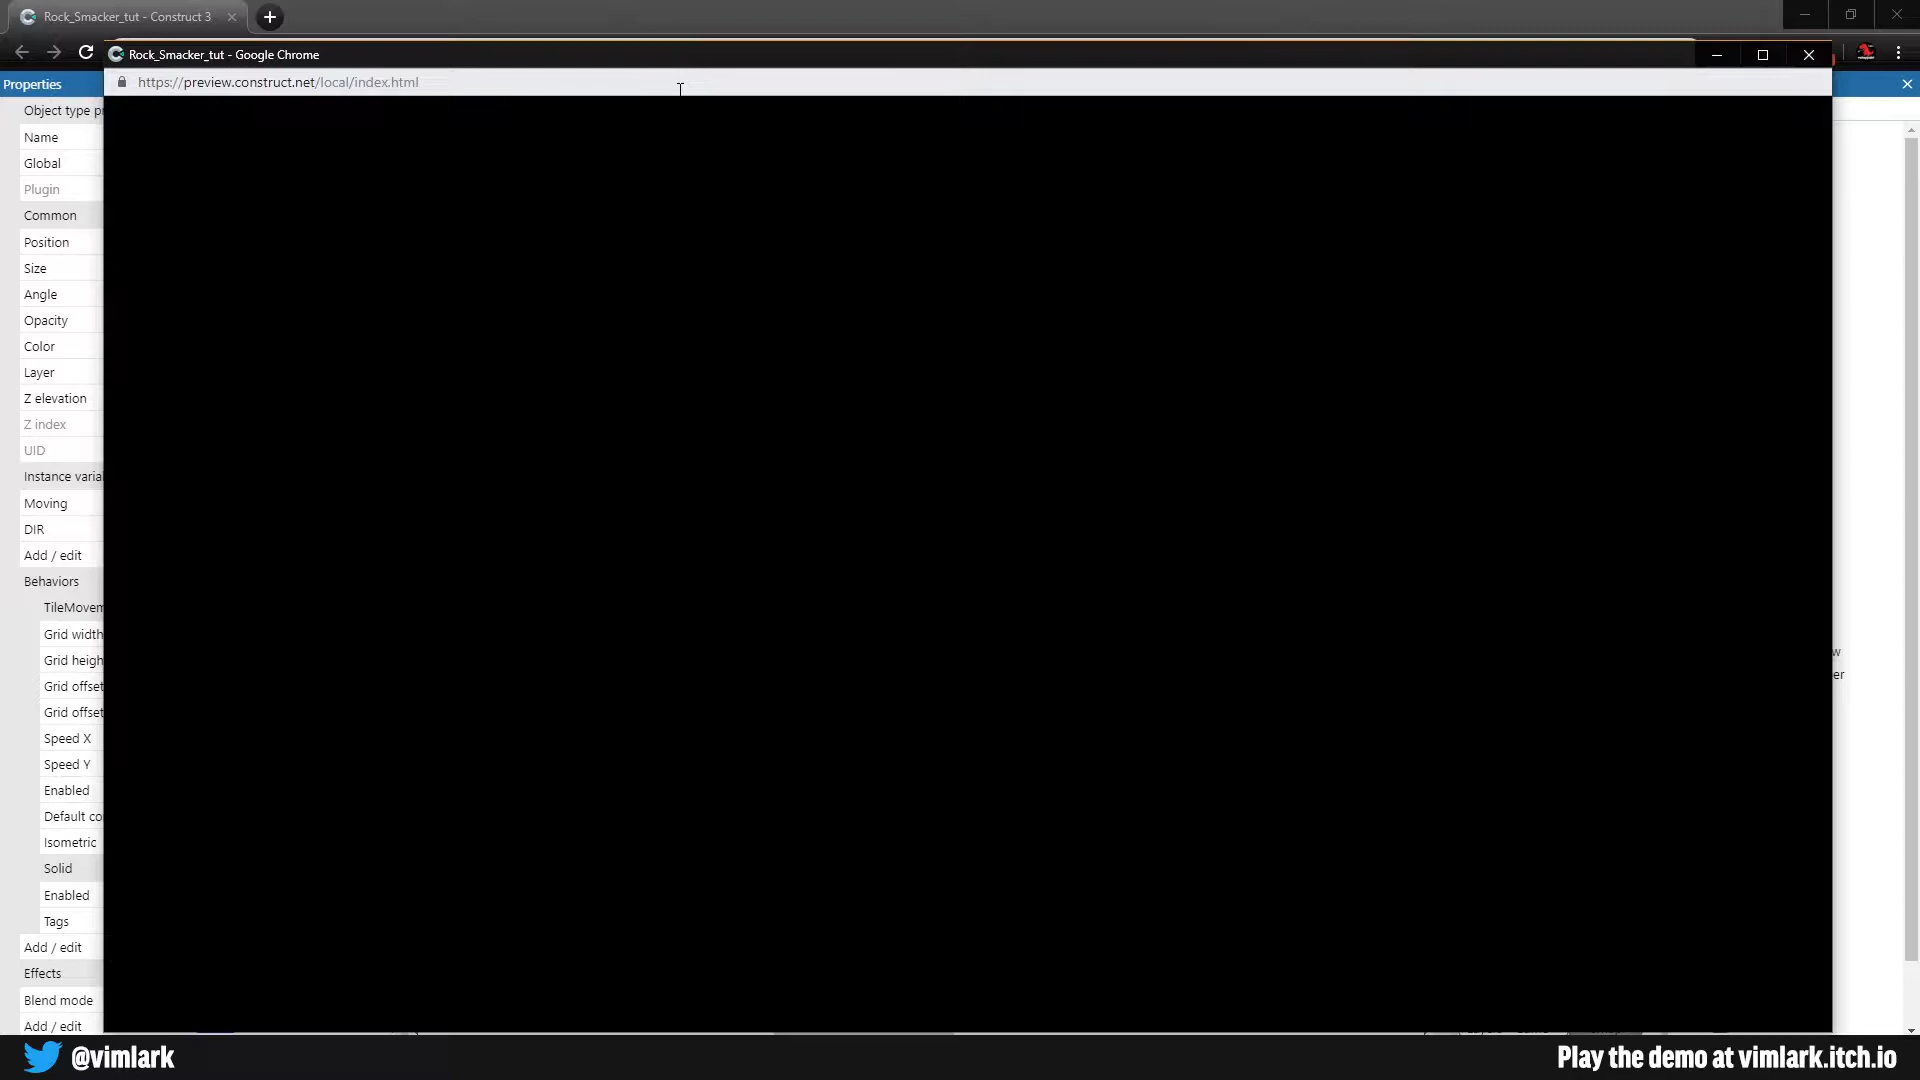 Rock_Smacker_tut - Construct 3
Rock_Smacker_tut - Google Chrome
https://preview.construct.net/local/index.html
Properties
Object type p
Name
Global
Plugin
Common
Position
Size
Angle
Opacity
Color
Layer
Z elevation
Z index
UID
Instance varia
Moving
DIR
Add / edit
Behaviors
TileMovem
Grid width
Grid heigh
Grid offset
Grid offset
Speed X
Speed Y
Enabled
Default co
Isometric
Solid
Enabled
Tags
Add / edit
Effects
Blend mode
Add / edit
w
er
@vimlark
Play the demo at vimlark.itch.io